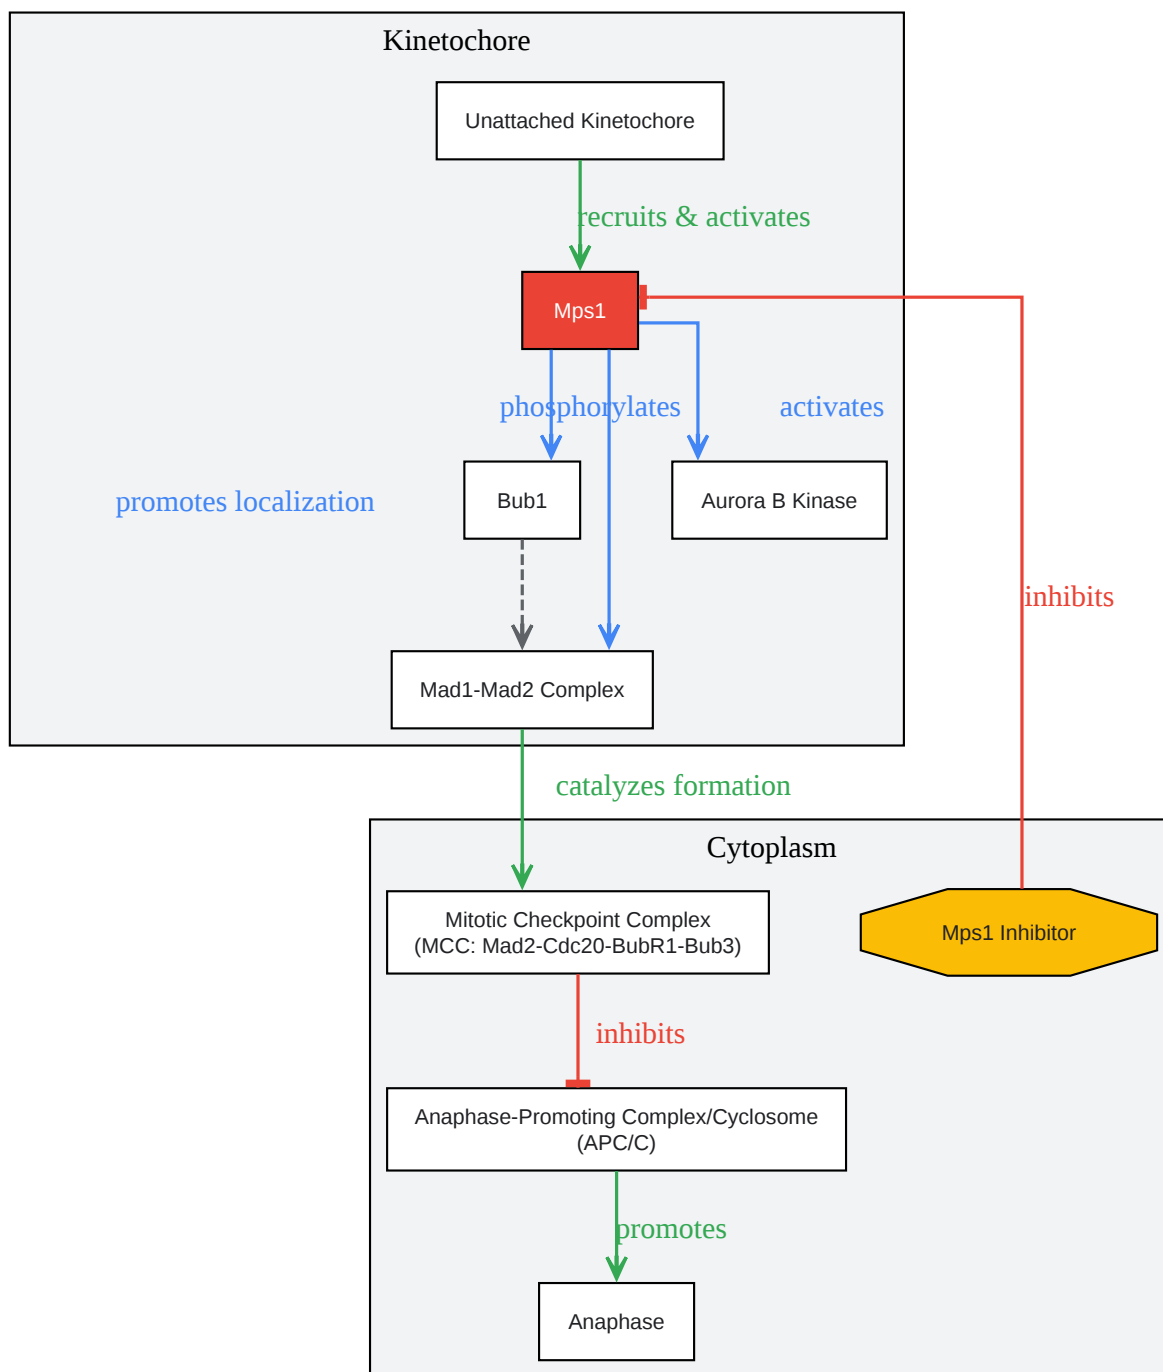 Kinetochore
Unattached Kinetochore
recruits & activates
Mps1
phosphorylates
activates
promotes localization
Bub1
Aurora B Kinase
inhibits
Mad1-Mad2 Complex
catalyzes formation
Cytoplasm
Mitotic Checkpoint Complex
(MCC: Mad2-Cdc20-BubR1-Bub3)
Mps1 Inhibitor
inhibits
Anaphase-Promoting Complex/Cyclosome
(APC/C)
promotes
Anaphase